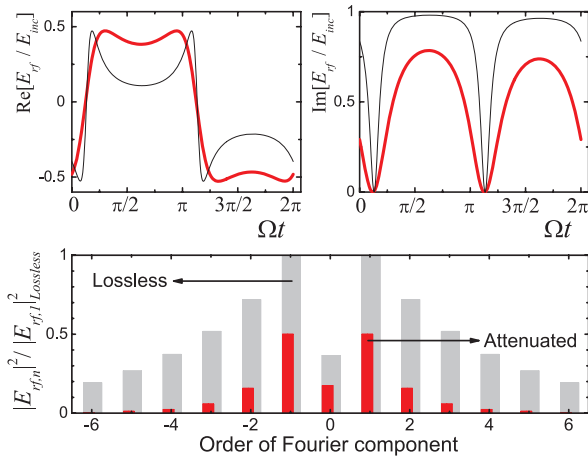 Re[E_rf / E_inc]
0.5
0
-0.5
0 π/2 π 3π/2 2π
Ωt
Im[E_rf / E_inc]
1
0.5
0
0 π/2 π 3π/2 2π
Ωt
|E_rf,n|²/ |E_rf,1|²Lossless
1
0.5
0
Lossless
Attenuated
-6 -4 -2 0 2 4 6
Order of Fourier component